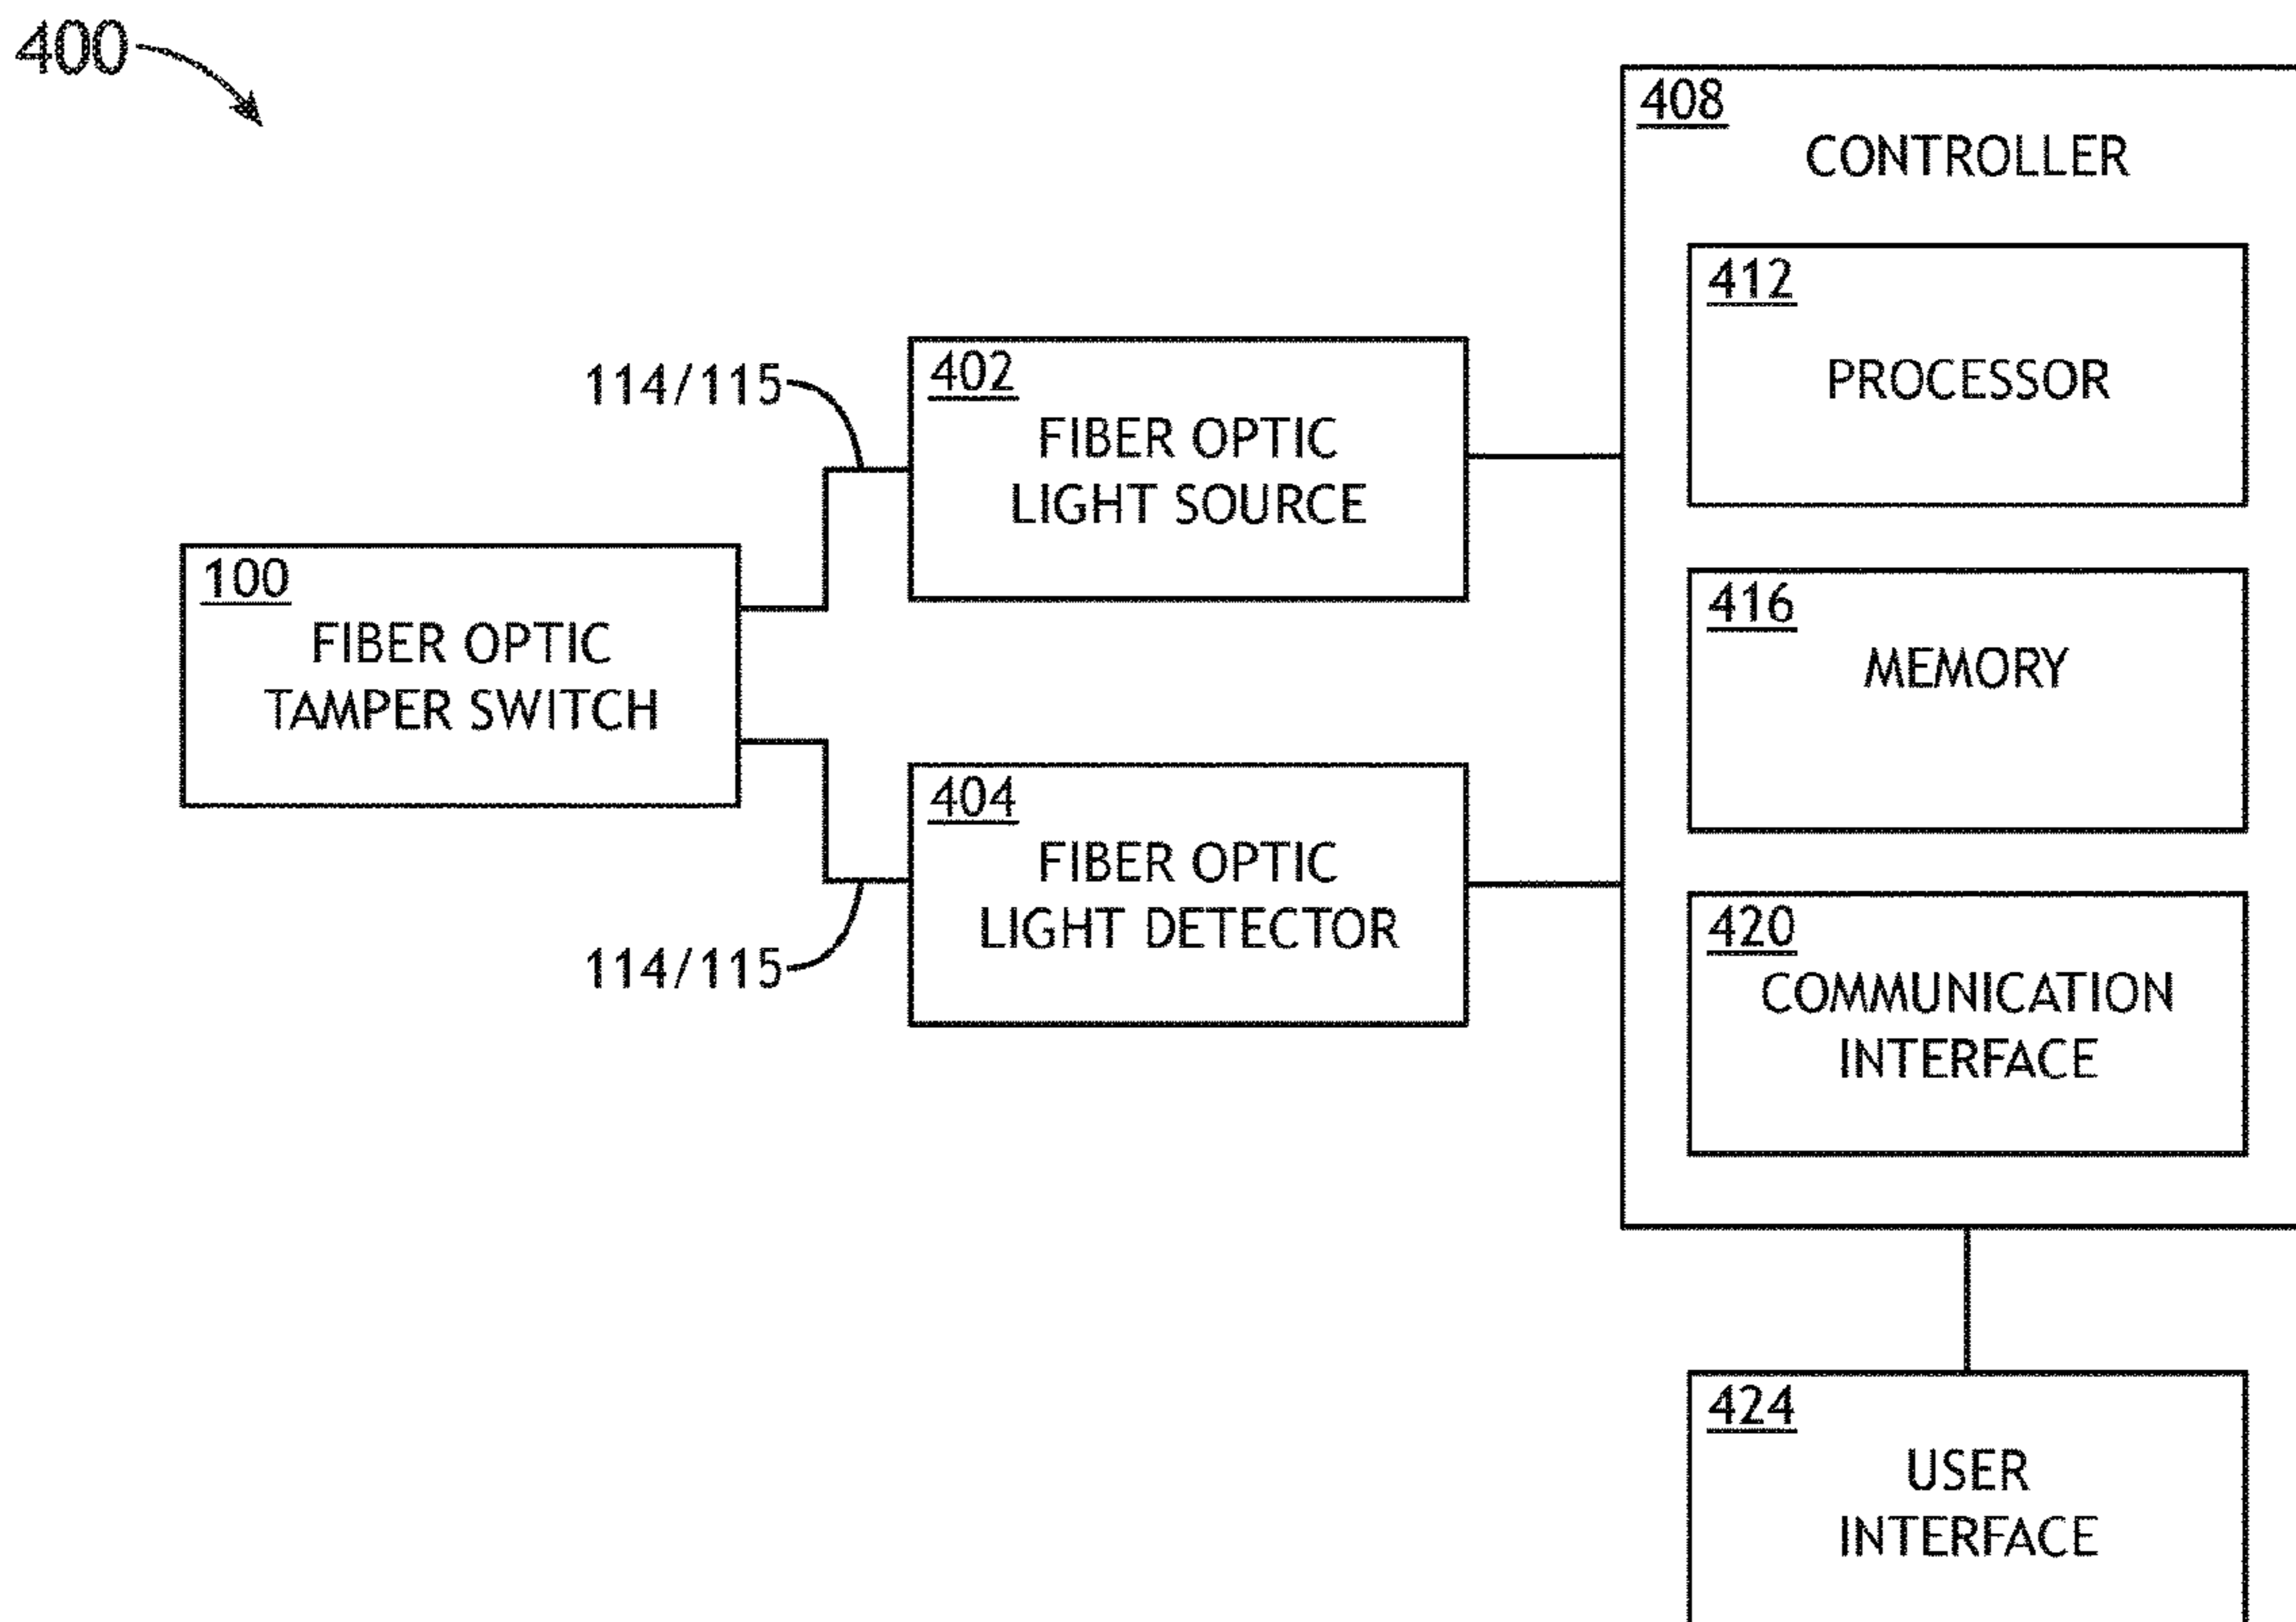 400
408
CONTROLLER
412
PROCESSOR
114/115
402
FIBER OPTIC
LIGHT SOURCE
100
FIBER OPTIC
TAMPER SWITCH
416
MEMORY
404
FIBER OPTIC
LIGHT DETECTOR
114/115
420
COMMUNICATION
INTERFACE
424
USER
INTERFACE